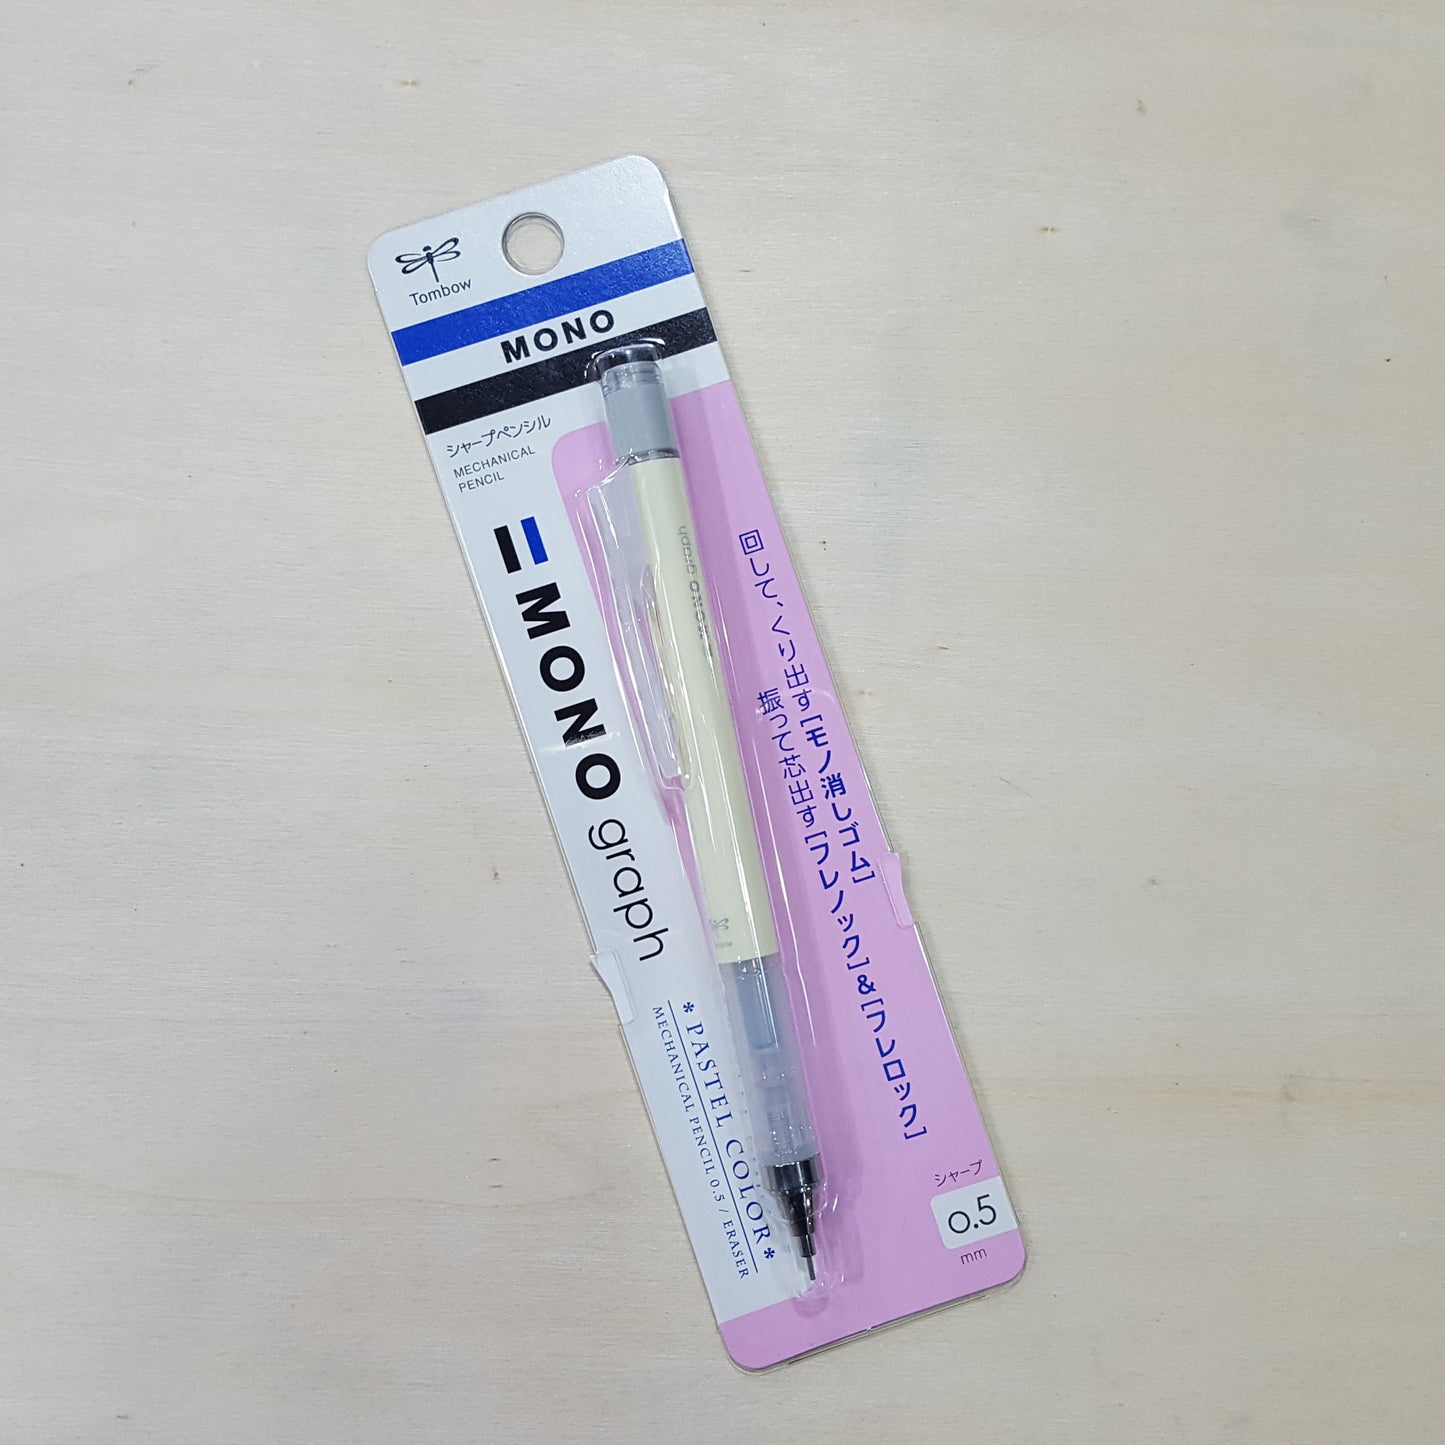 Tombow
MONO
シャープペンシル
MECHANICAL
PENCIL
MONO graph
MONO graph
回して、くり出す[モノ消しゴム]
振って芯出す[フレノック]&[フレロック]
*PASTEL COLOR*
MECHANICAL PENCIL 0.5 / ERASER
シャープ
0.5
mm